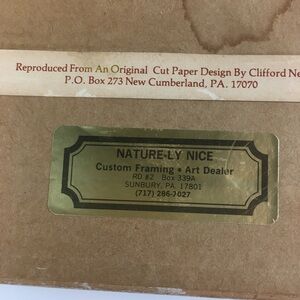 Reproduced From An Original Cut Paper Design By Clifford
P.O. Box 273 New Cumberland, PA. 17070
NATURE-LY NICE
Custom Framing • Art Dealer
RD #2 Box 339A
SUNBURY, PA 17801
(717) 286-7027